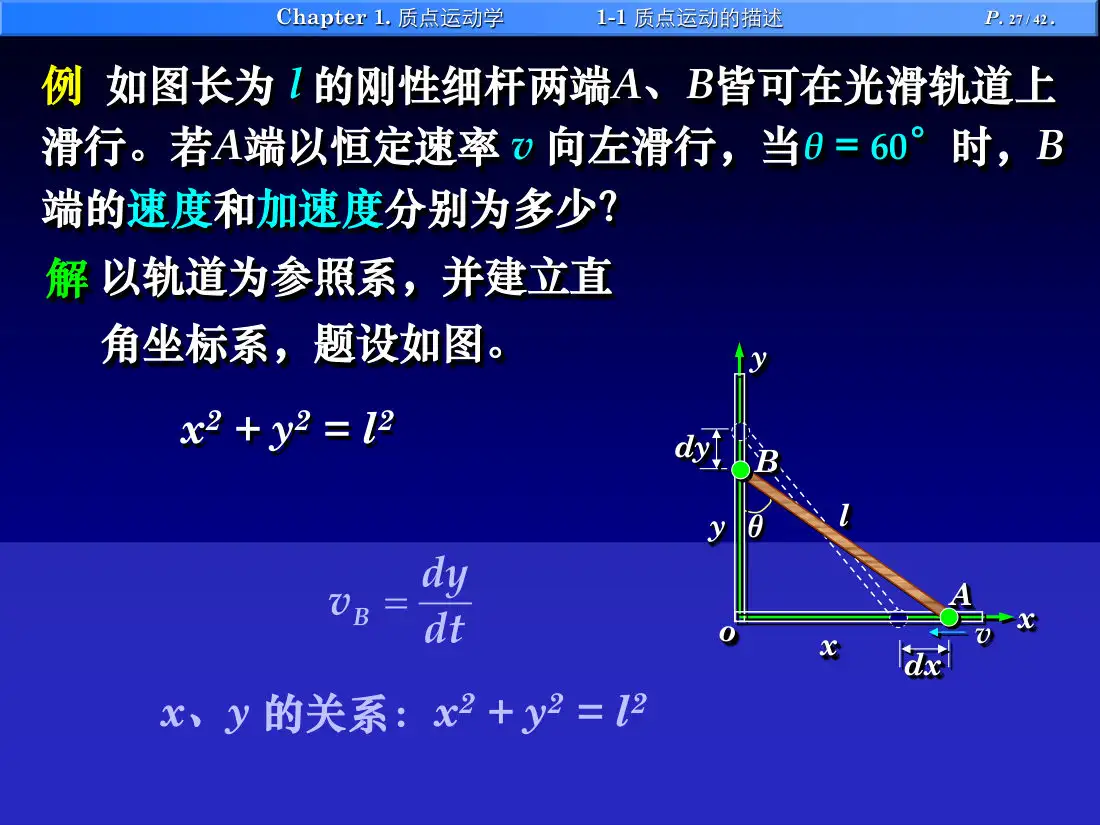 Chapter 1. 质点运动学 1-1 质点运动的描述 P. 27 / 42 .
例 如图长为 l 的刚性细杆两端A、B皆可在光滑轨道上
滑行。若A端以恒定速率 v 向左滑行，当θ = 60°时，B
端的速度和加速度分别为多少?
解 以轨道为参照系，并建立直
角坐标系，题设如图。
x² + y² = l²
y
dy
B
y
θ
l
A
o
x
v
x
dx
v_B = dy/dt
x、y 的关系: x² + y² = l²